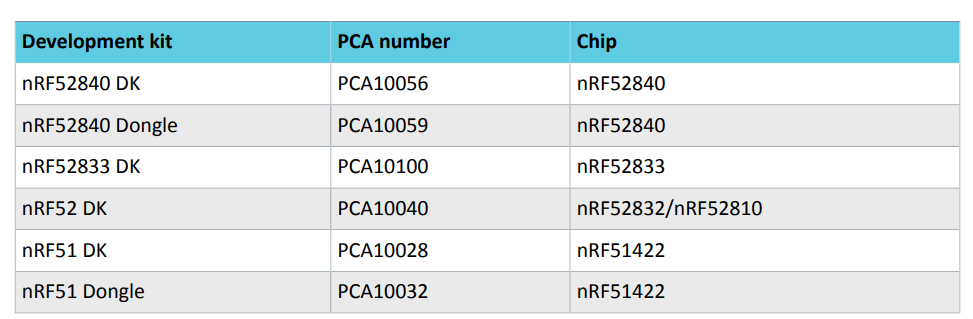 Development kit PCA number Chip
nRF52840 DK PCA10056 nRF52840
nRF52840 Dongle PCA10059 nRF52840
nRF52833 DK PCA10100 nRF52833
nRF52 DK PCA10040 nRF52832/nRF52810
nRF51 DK PCA10028 nRF51422
nRF51 Dongle PCA10032 nRF51422